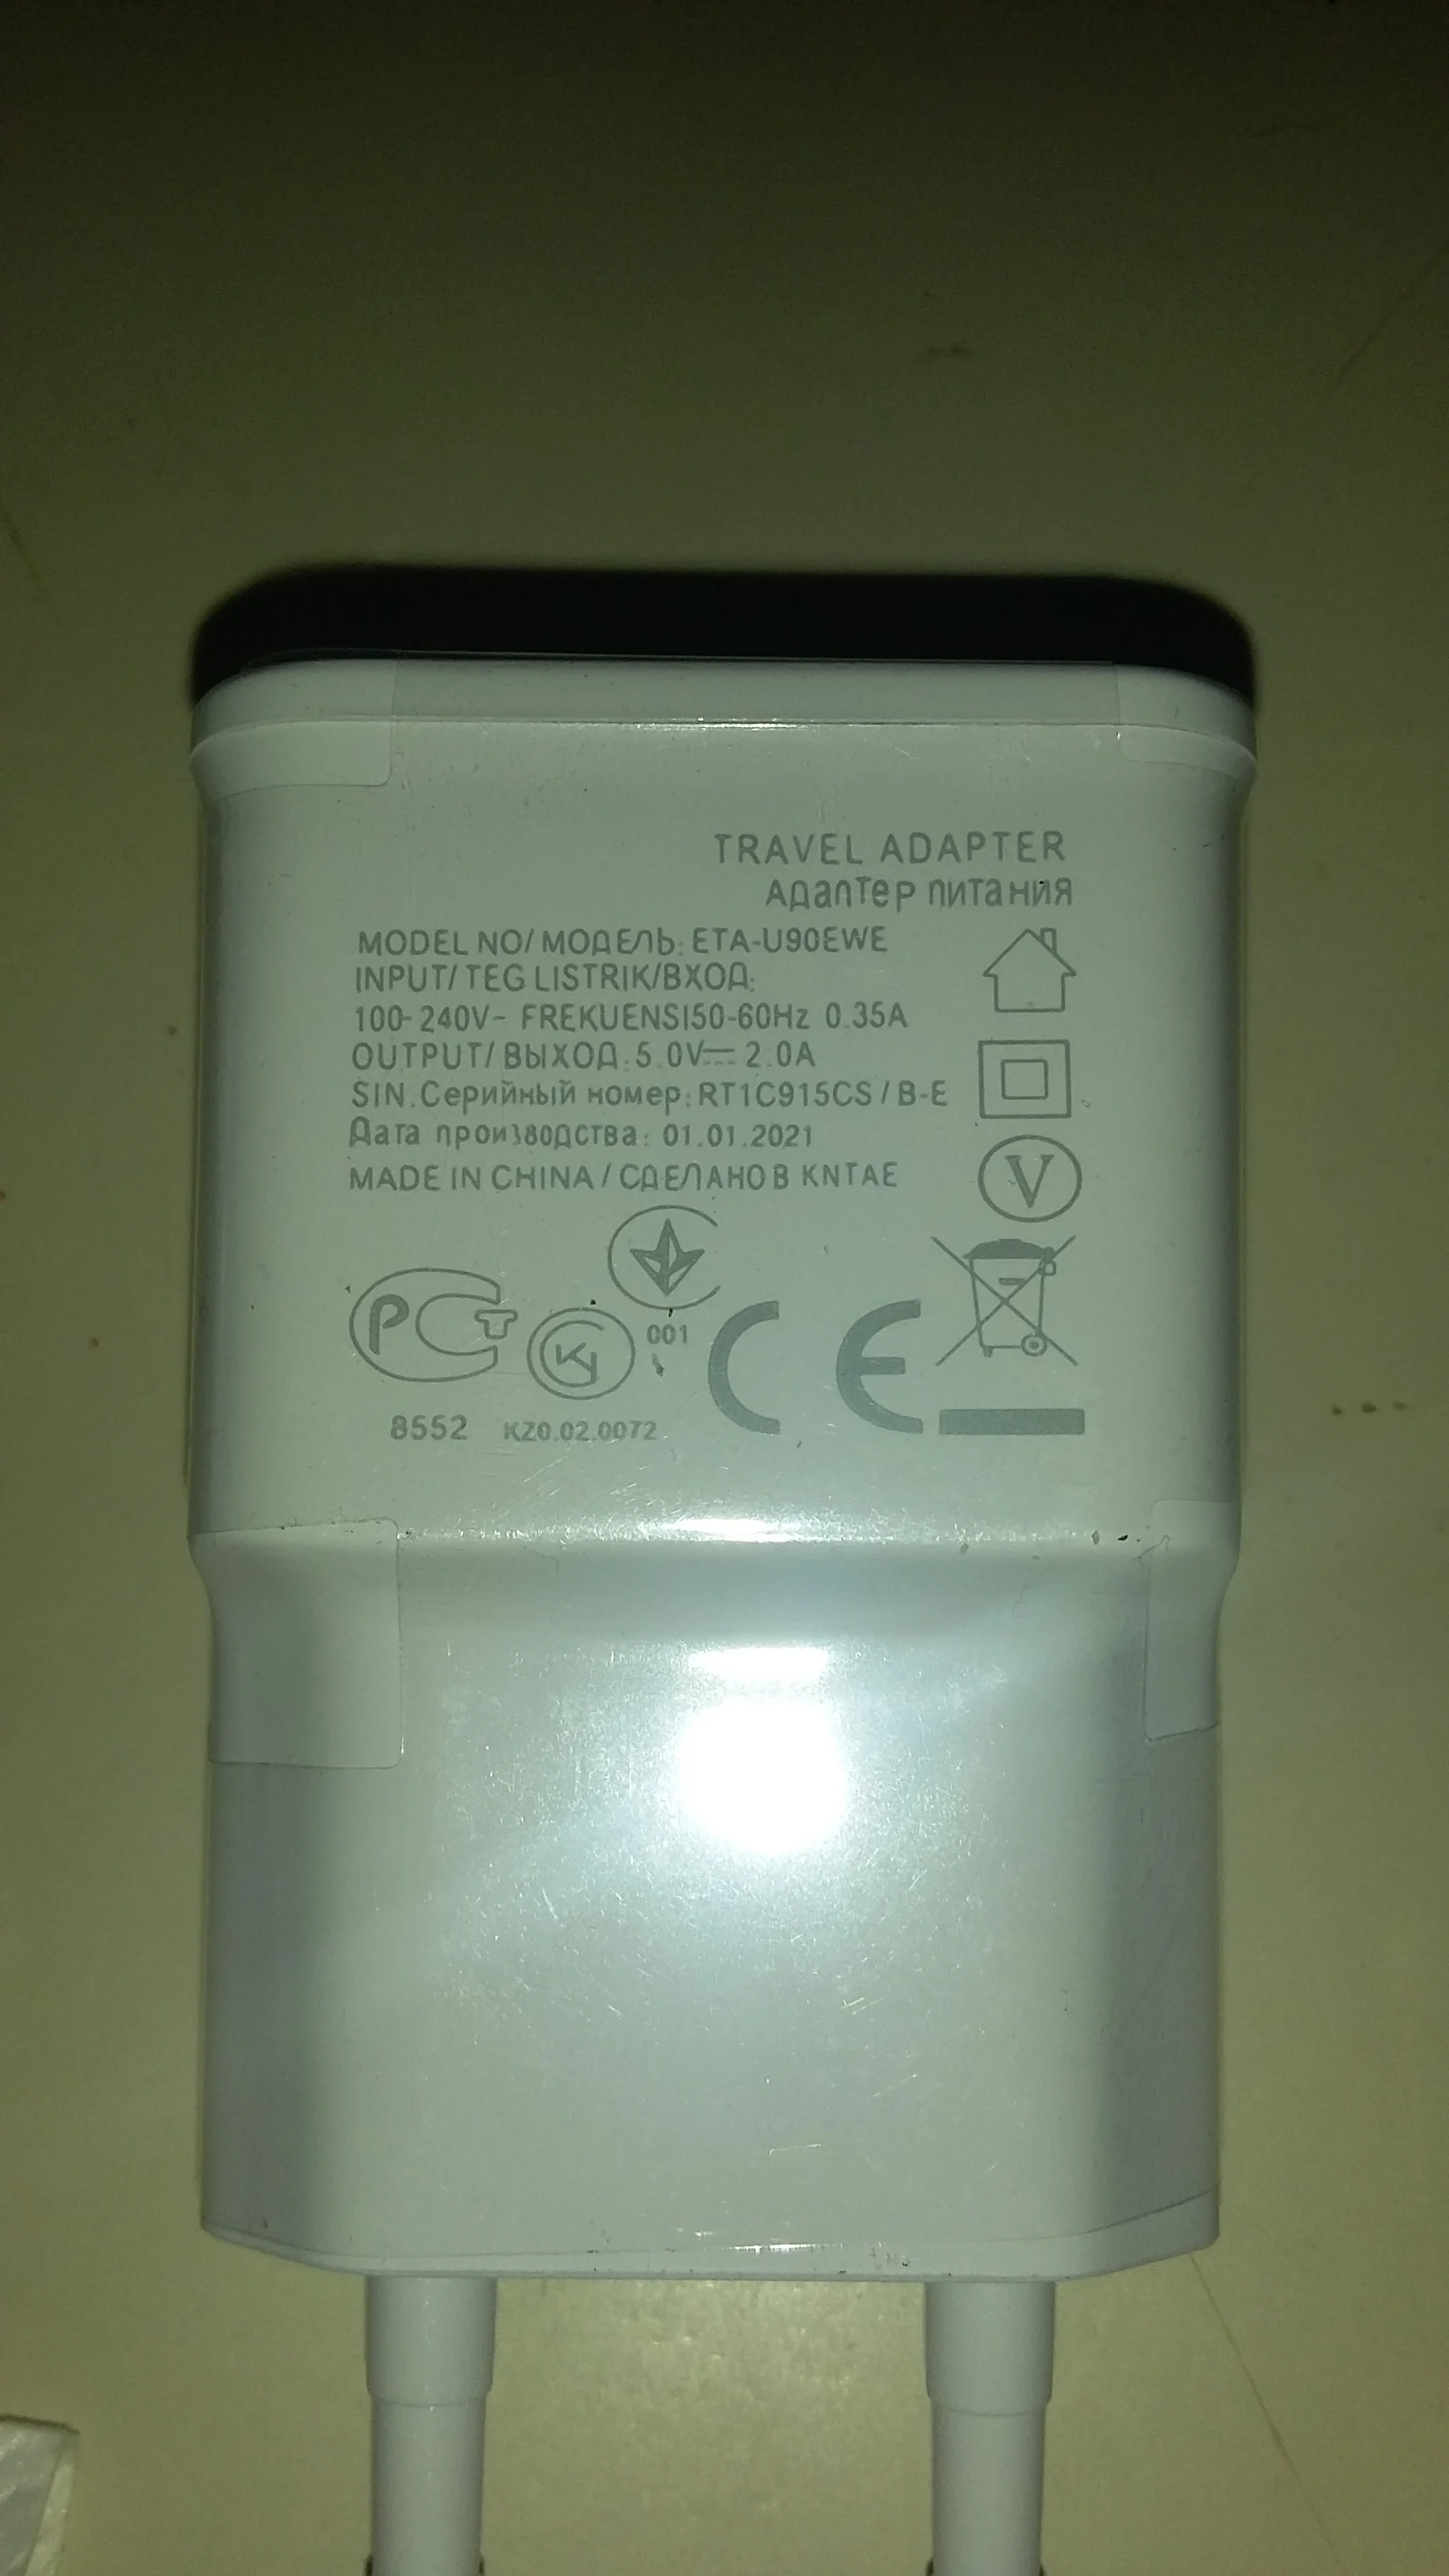 TRAVEL ADAPTER
Адаптер питания
MODEL NO/ МОДЕЛЬ: ETA-U90EWE
INPUT/ TEG LISTRIK/ВХОД:
100-240V~ FREKUENSI50-60Hz 0.35A
OUTPUT/ ВЫХОД: 5.0V⎓ 2.0A
SIN.Серийный номер: RT1C915CS / B-E
Дата производства: 01.01.2021
MADE IN CHINA / СДЕЛАНО В KNTAE
V
РСТ
001
CE
8552 KZ0.02.0072